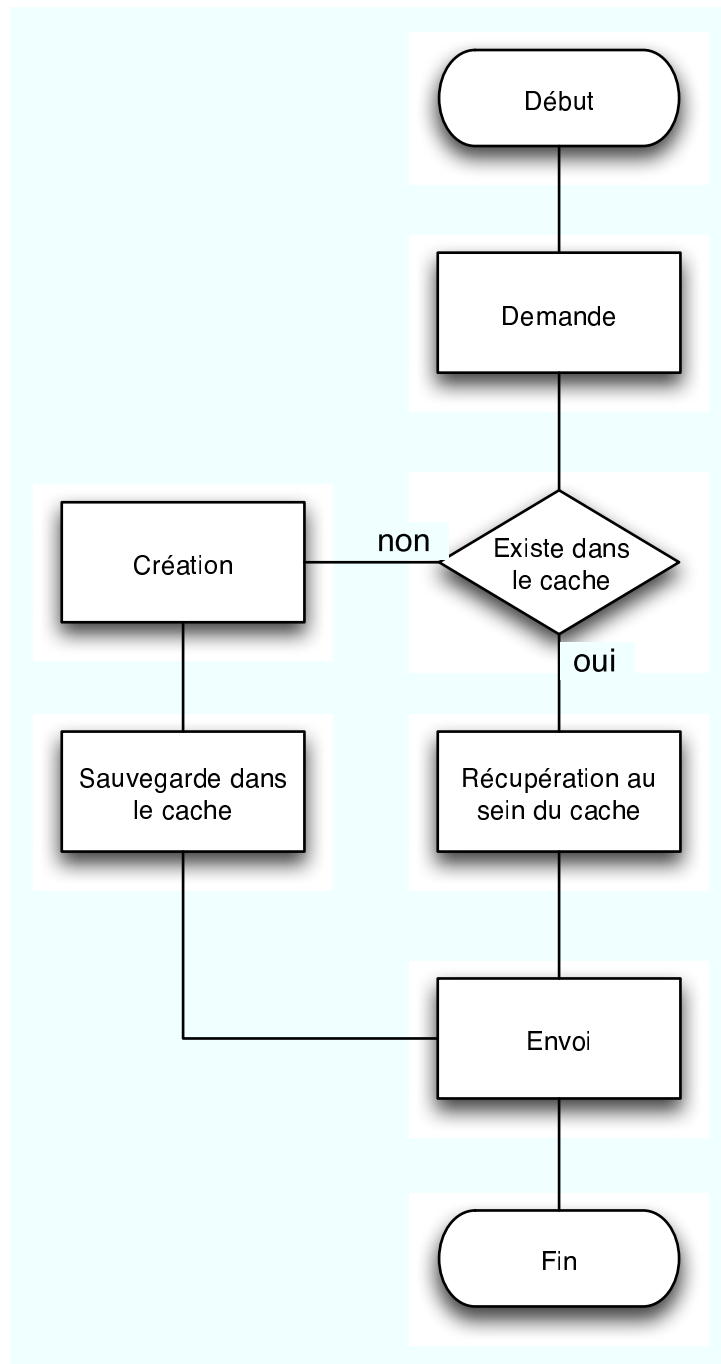 Début
Demande
Existe dans
le cache
non
Création
oui
Sauvegarde dans
le cache
Récupération au
sein du cache
Envoi
Fin